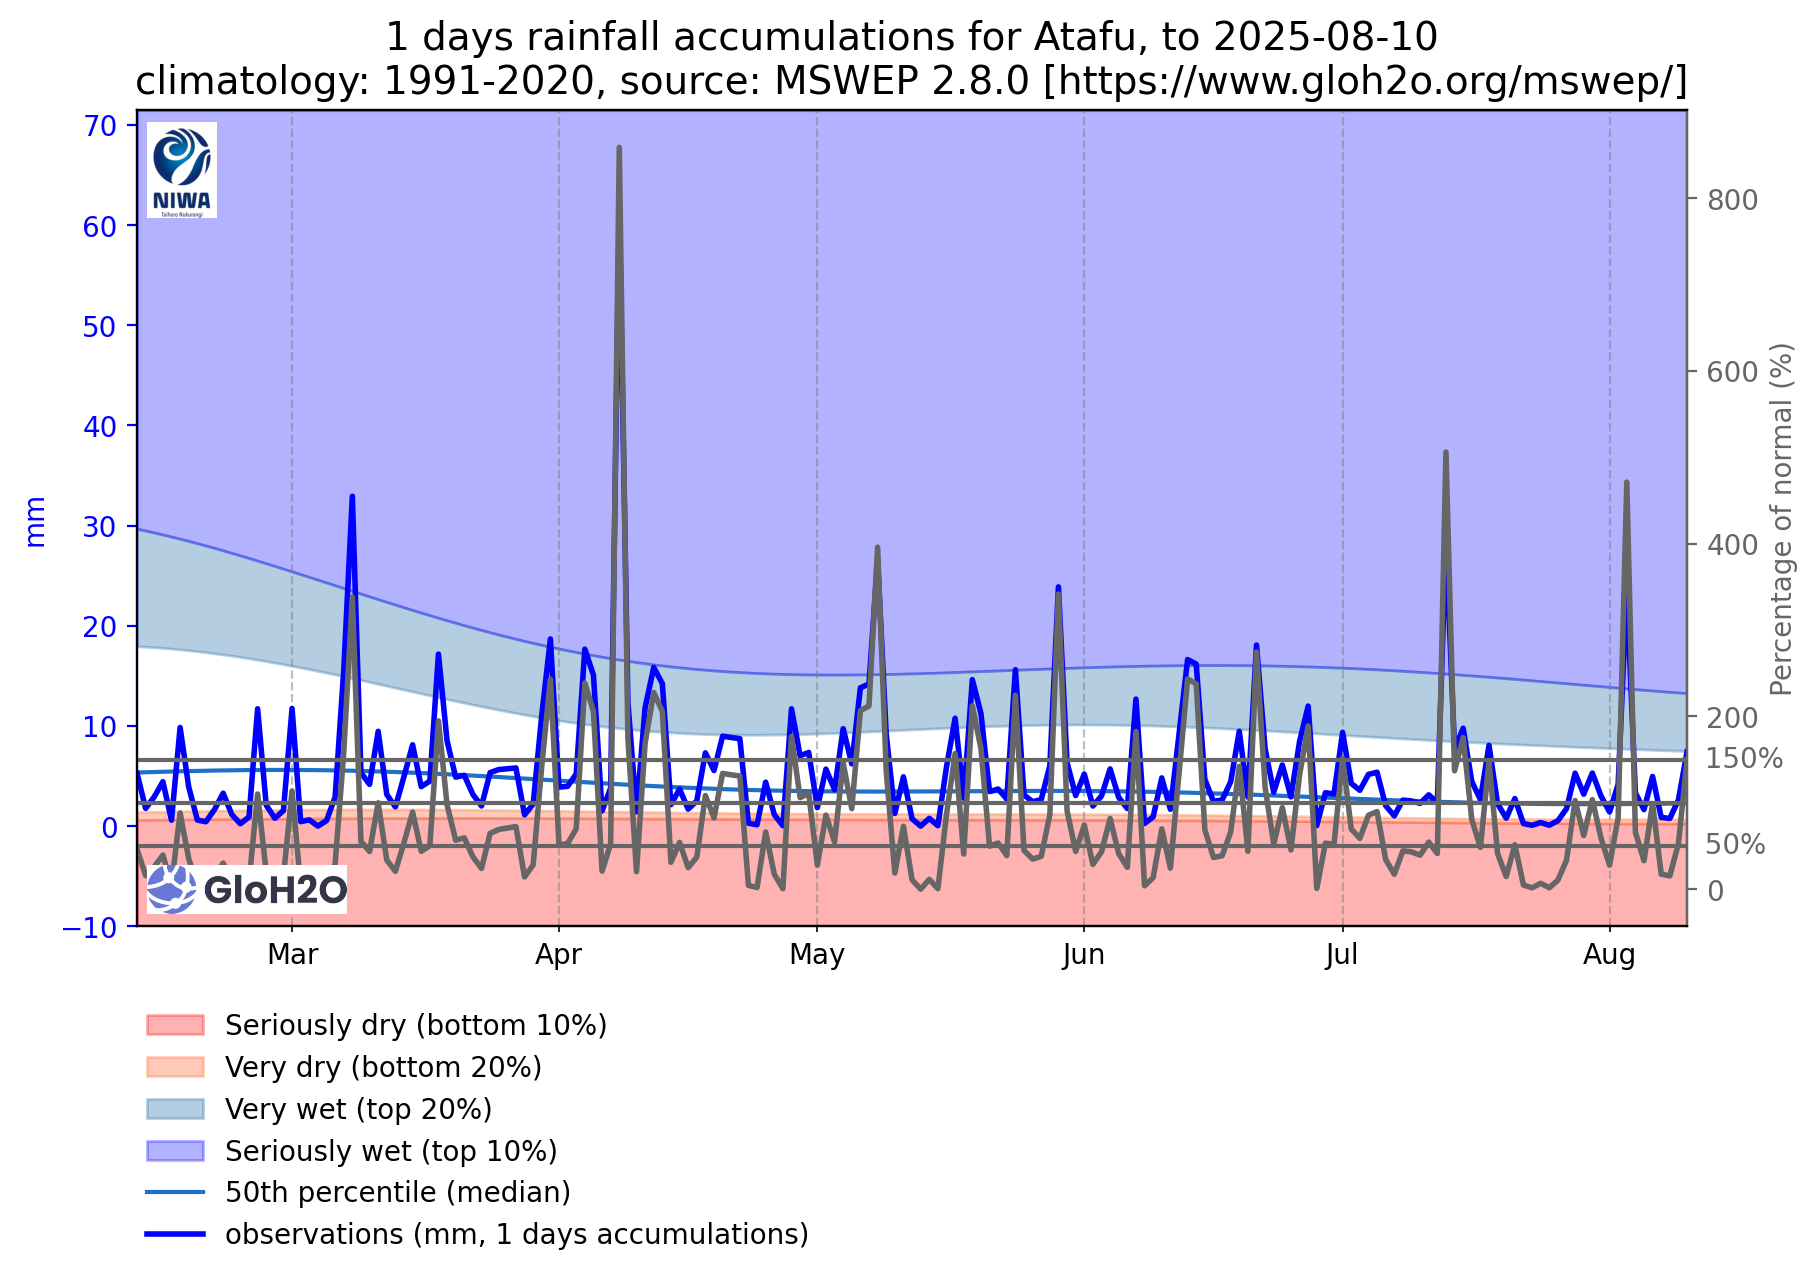 1 days rainfall accumulations for Atafu, to 2025-08-10
climatology: 1991-2020, source: MSWEP 2.8.0 [https://www.gloh2o.org/mswep/]
NIWA
Taihoro Nukurangi
70
60
50
40
30
20
10
0
−10
mm
800
600
400
200
150%
50%
0
Percentage of normal (%)
GloH2O
Mar Apr May Jun Jul Aug
Seriously dry (bottom 10%)
Very dry (bottom 20%)
Very wet (top 20%)
Seriously wet (top 10%)
50th percentile (median)
observations (mm, 1 days accumulations)